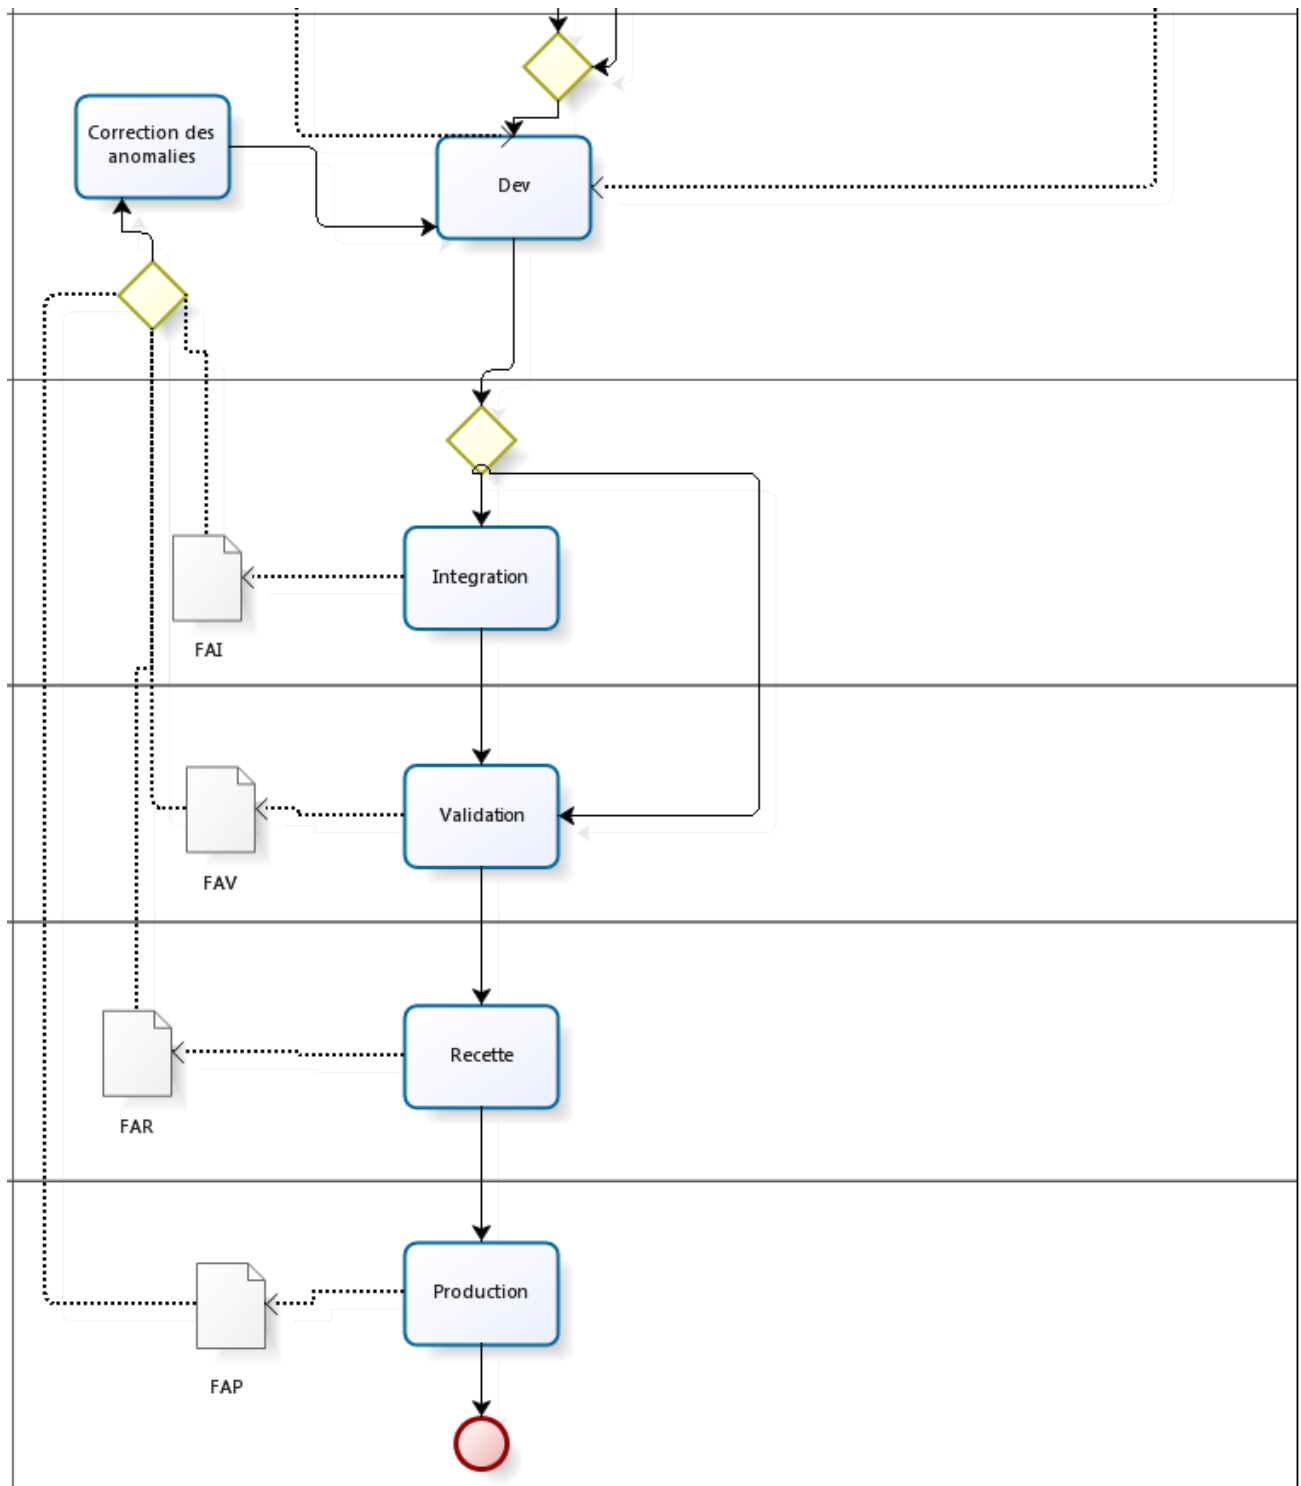 Correction des
anomalies
Dev
Integration
FAI
Validation
FAV
Recette
FAR
Production
FAP